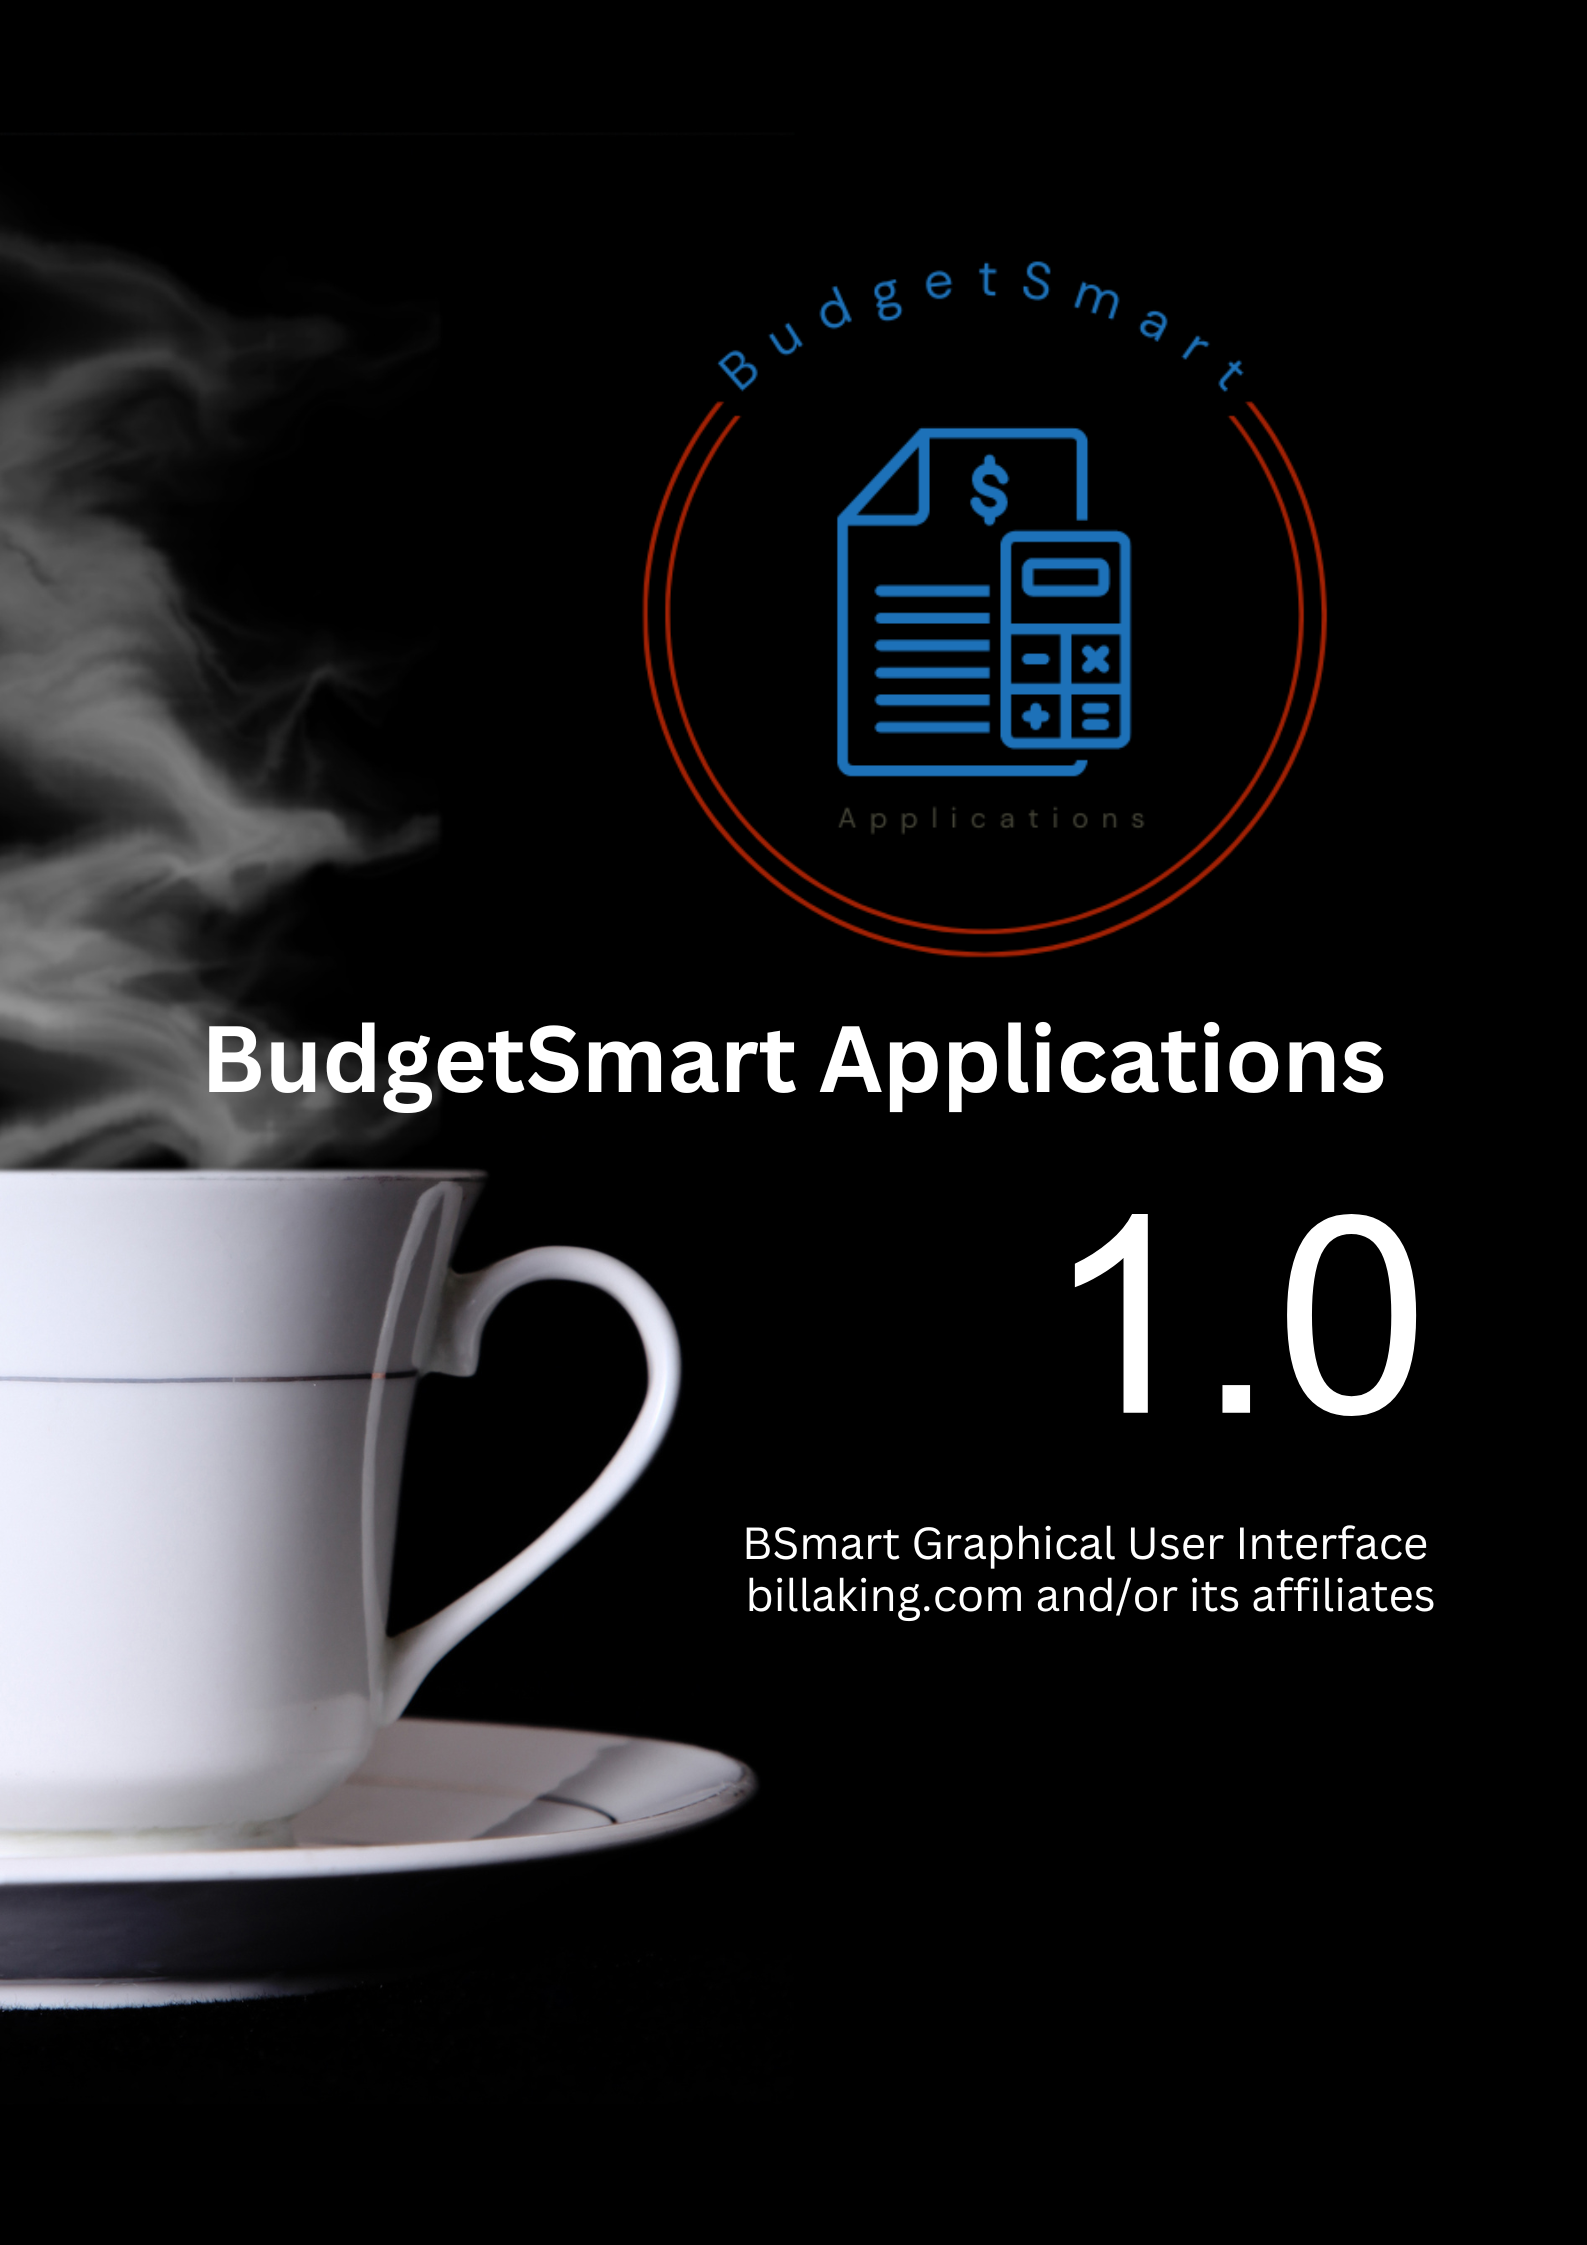 BudgetSmart
Applications
BudgetSmart Applications
1.0
BSmart Graphical User Interface
billaking.com and/or its affiliates